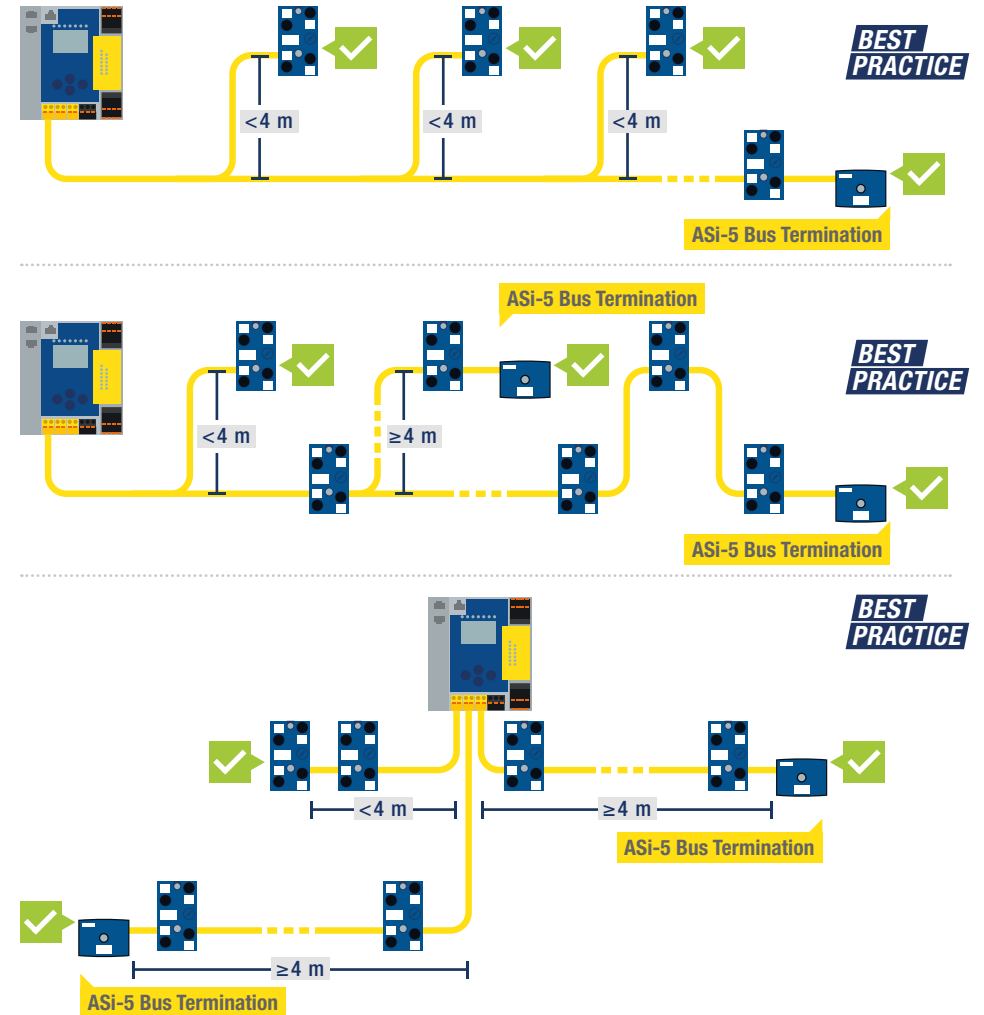 BEST
PRACTICE
<4 m
<4 m
<4 m
ASi-5 Bus Termination
ASi-5 Bus Termination
BEST
PRACTICE
<4 m
≥4 m
ASi-5 Bus Termination
BEST
PRACTICE
<4 m
≥4 m
ASi-5 Bus Termination
≥4 m
ASi-5 Bus Termination